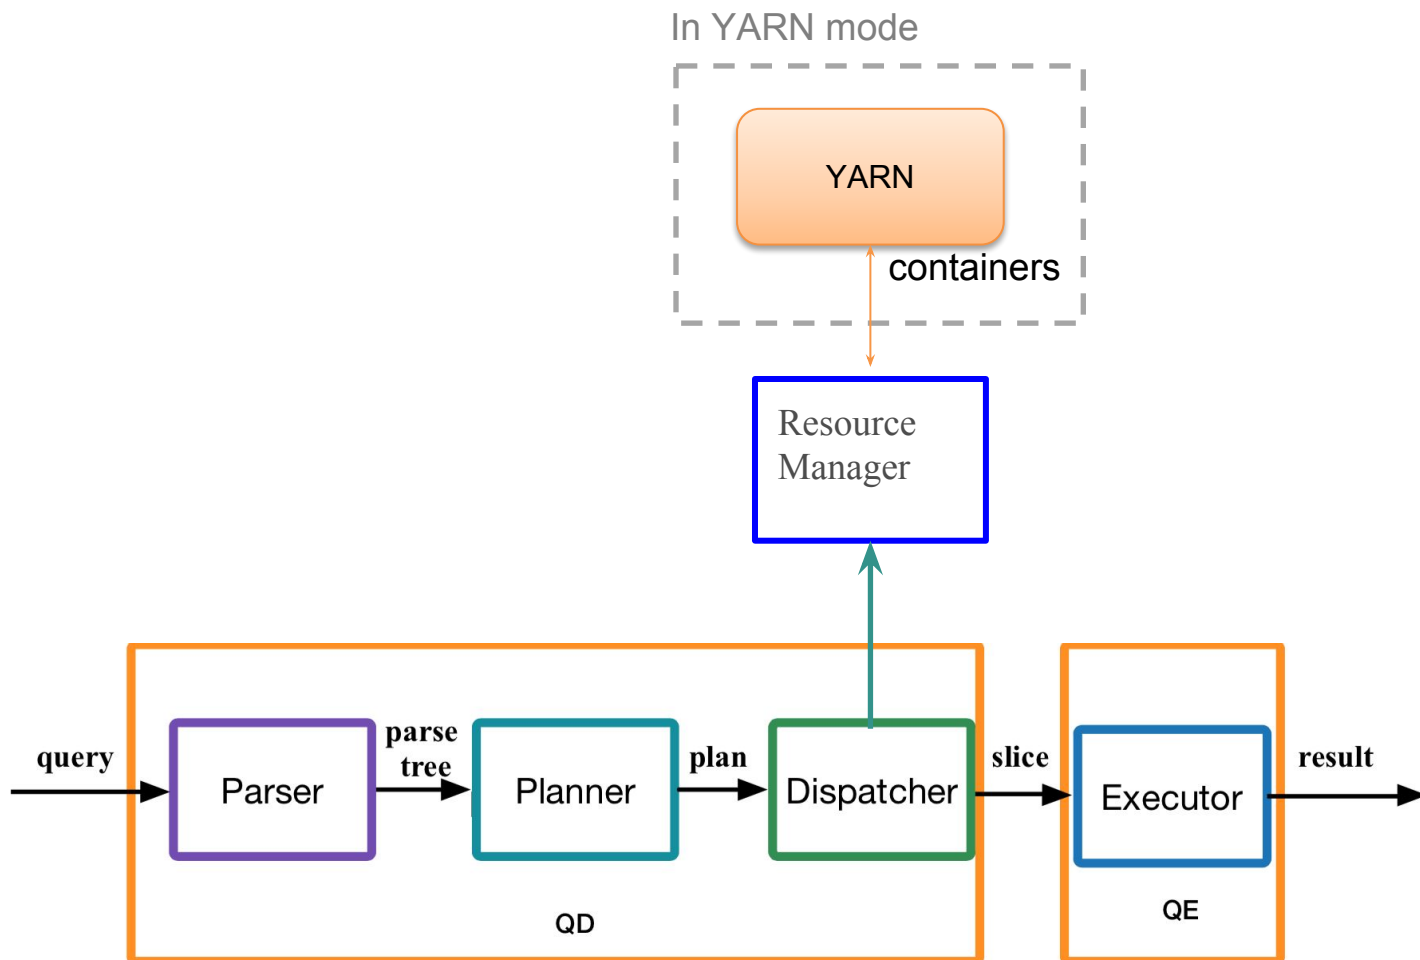 In YARN mode
YARN
containers
Resource
Manager
query
parse
tree
plan
slice
result
Parser
Planner
Dispatcher
Executor
QD
QE